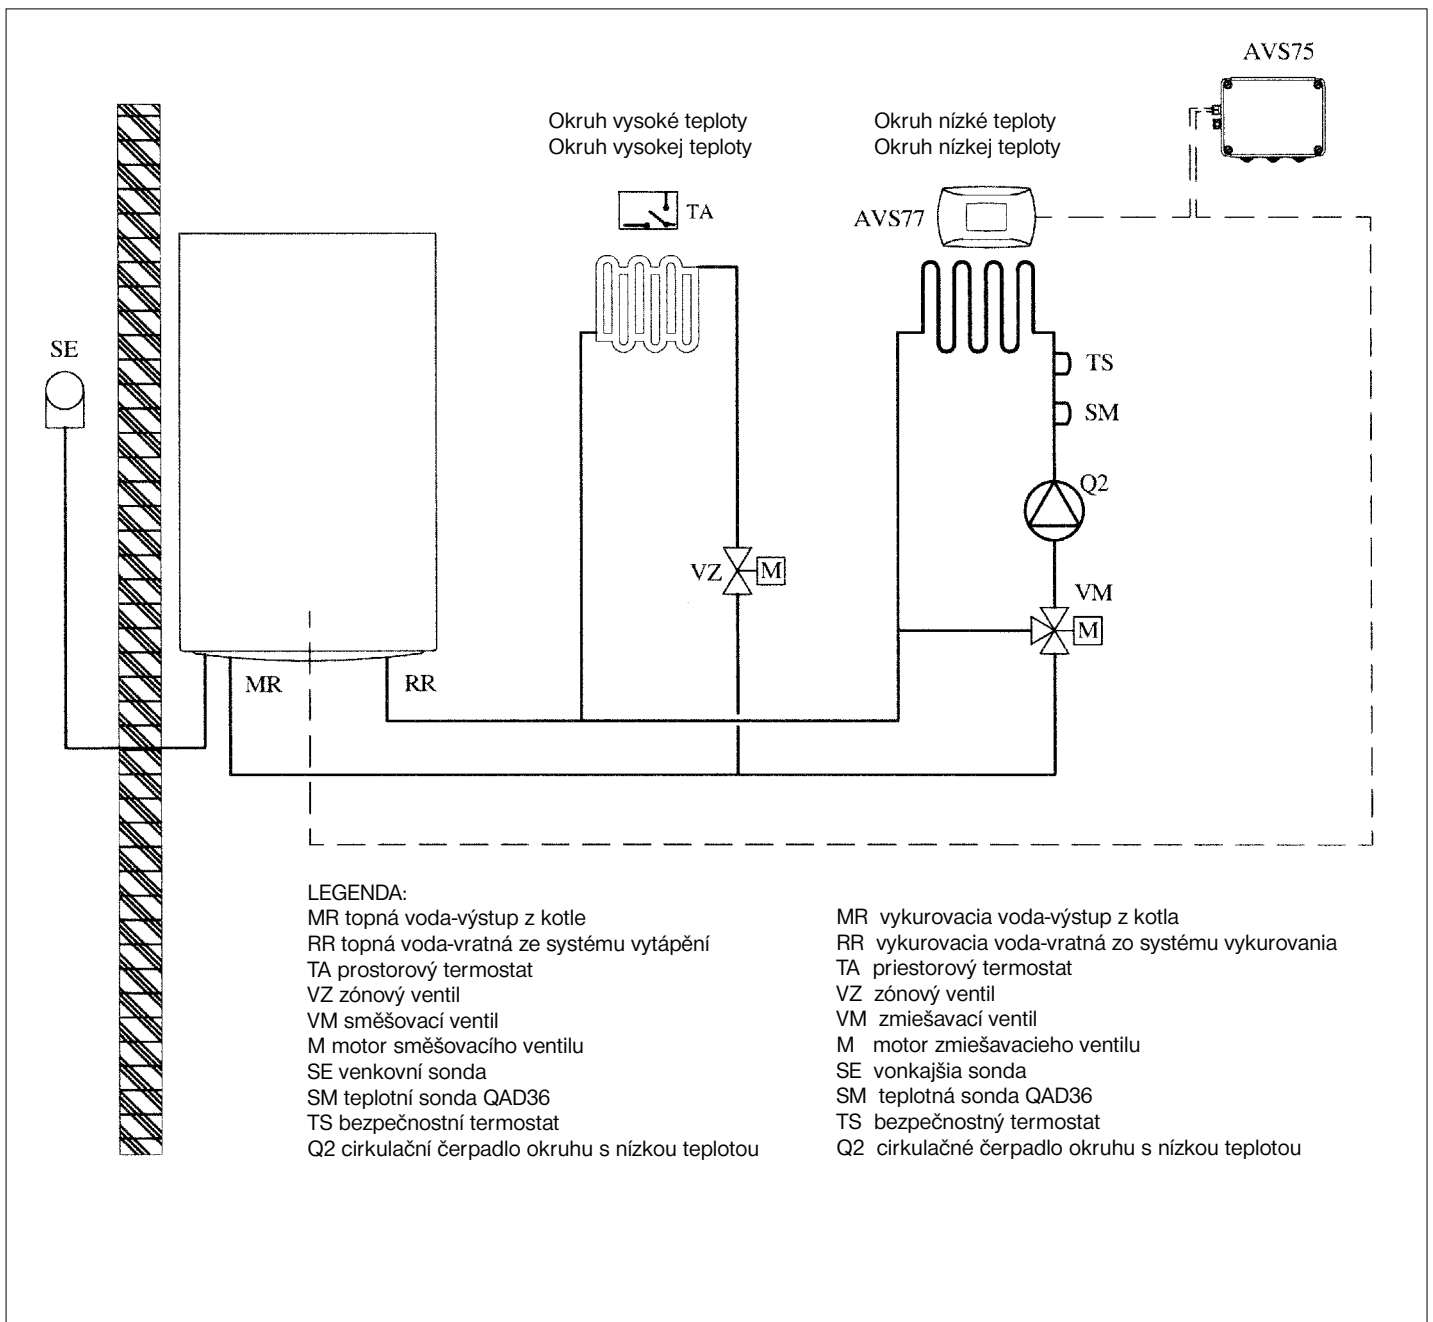 AVS75
Okruh vysoké teploty
Okruh vysokej teploty
Okruh nízké teploty
Okruh nízkej teploty
TA
AVS77
SE
TS
SM
Q2
VZ
M
VM
M
MR
RR
LEGENDA:
MR topná voda-výstup z kotle
RR topná voda-vratná ze systému vytápění
TA prostorový termostat
VZ zónový ventil
VM směšovací ventil
M motor směšovacího ventilu
SE venkovní sonda
SM teplotní sonda QAD36
TS bezpečnostní termostat
Q2 cirkulační čerpadlo okruhu s nízkou teplotou
MR vykurovacia voda-výstup z kotla
RR vykurovacia voda-vratná zo systému vykurovania
TA priestorový termostat
VZ zónový ventil
VM zmiešavací ventil
M motor zmiešavacieho ventilu
SE vonkajšia sonda
SM teplotná sonda QAD36
TS bezpečnostný termostat
Q2 cirkulačné čerpadlo okruhu s nízkou teplotou